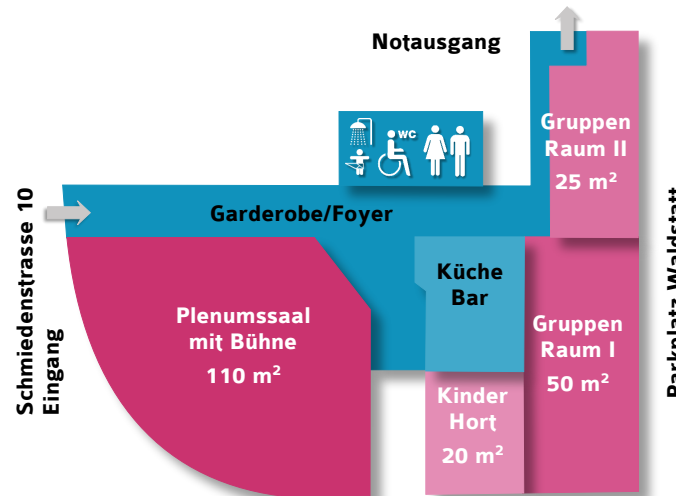 Notausgang
WC
Gruppen
Raum II
25 m²
Schmiedenstrasse 10
Eingang
Garderobe/Foyer
Küche
Bar
Plenumssaal
mit Bühne
110 m²
Gruppen
Raum I
50 m²
Kinder
Hort
20 m²
Parkplatz Waldstatt